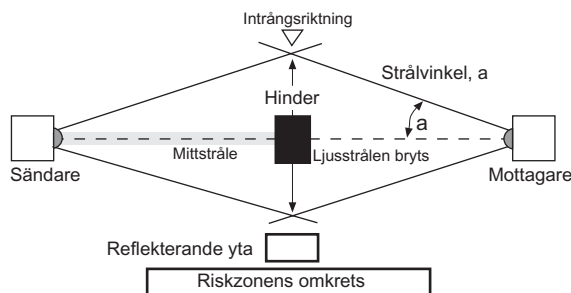 Intrångsriktning
Strålvinkel, a
Hinder
a
Mittstråle
Ljusstrålen bryts
Sändare
Mottagare
Reflekterande yta
Riskzonens omkrets